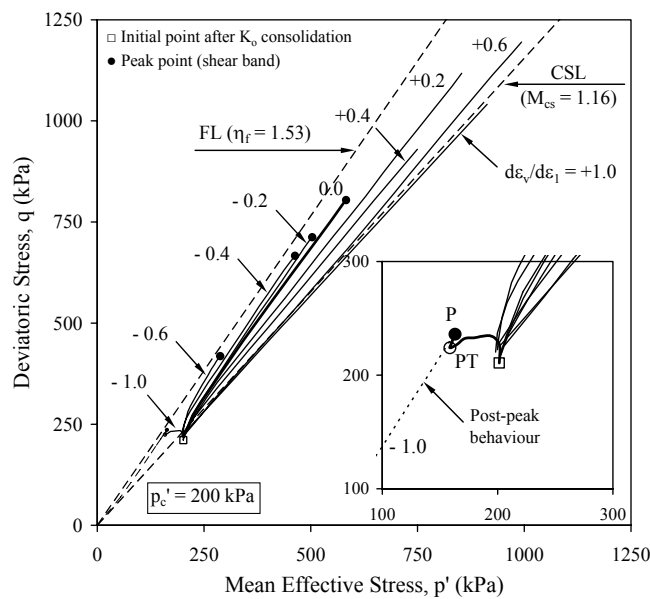 1250
1000
750
500
250
0
Deviatoric Stress, q (kPa)
□ Initial point after Ko consolidation
● Peak point (shear band)
+0.6
+0.2
CSL
(Mcs = 1.16)
+0.4
FL (ηf = 1.53)
dεv/dε1 = +1.0
0.0
- 0.2
- 0.4
- 0.6
- 1.0
pc' = 200 kPa
300
200
100
P
PT
Post-peak
behaviour
- 1.0
100
200
300
0
250
500
750
1000
1250
Mean Effective Stress, p' (kPa)